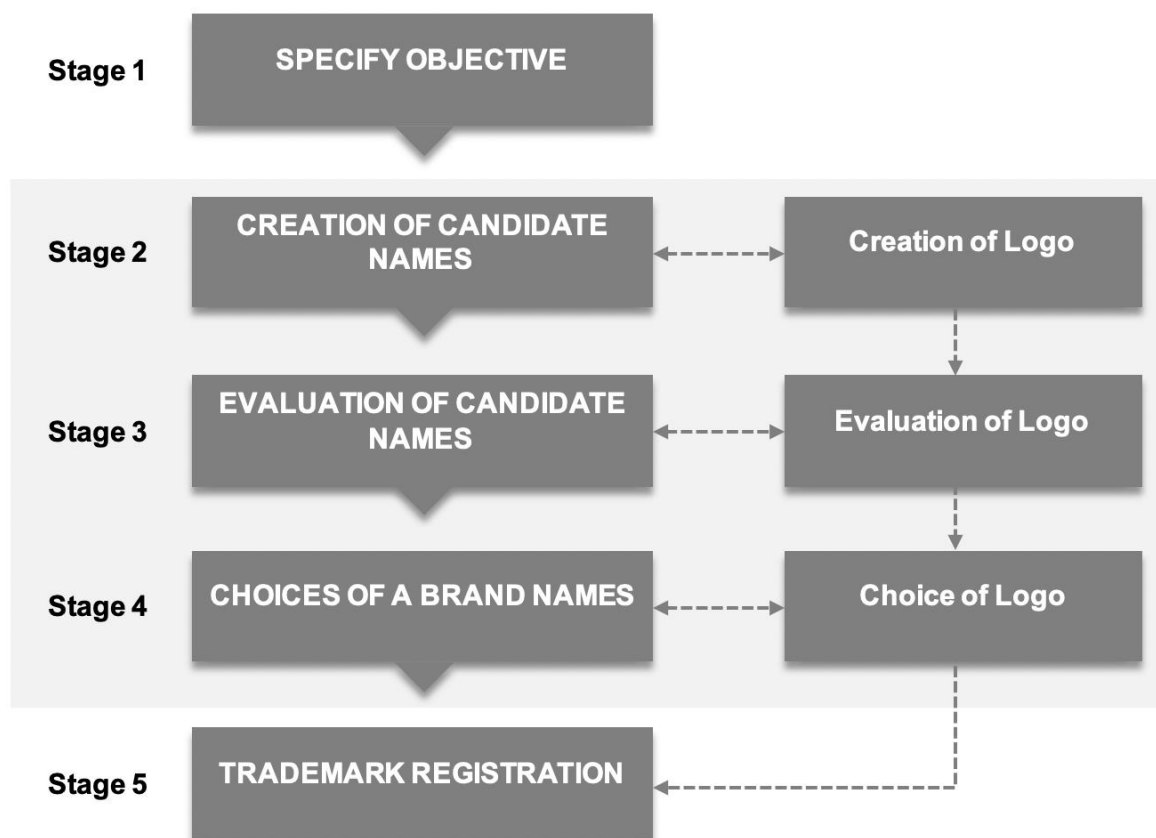 Stage 1
SPECIFY OBJECTIVE
Stage 2
CREATION OF CANDIDATE
NAMES
Creation of Logo
Stage 3
EVALUATION OF CANDIDATE
NAMES
Evaluation of Logo
Stage 4
CHOICES OF A BRAND NAMES
Choice of Logo
Stage 5
TRADEMARK REGISTRATION